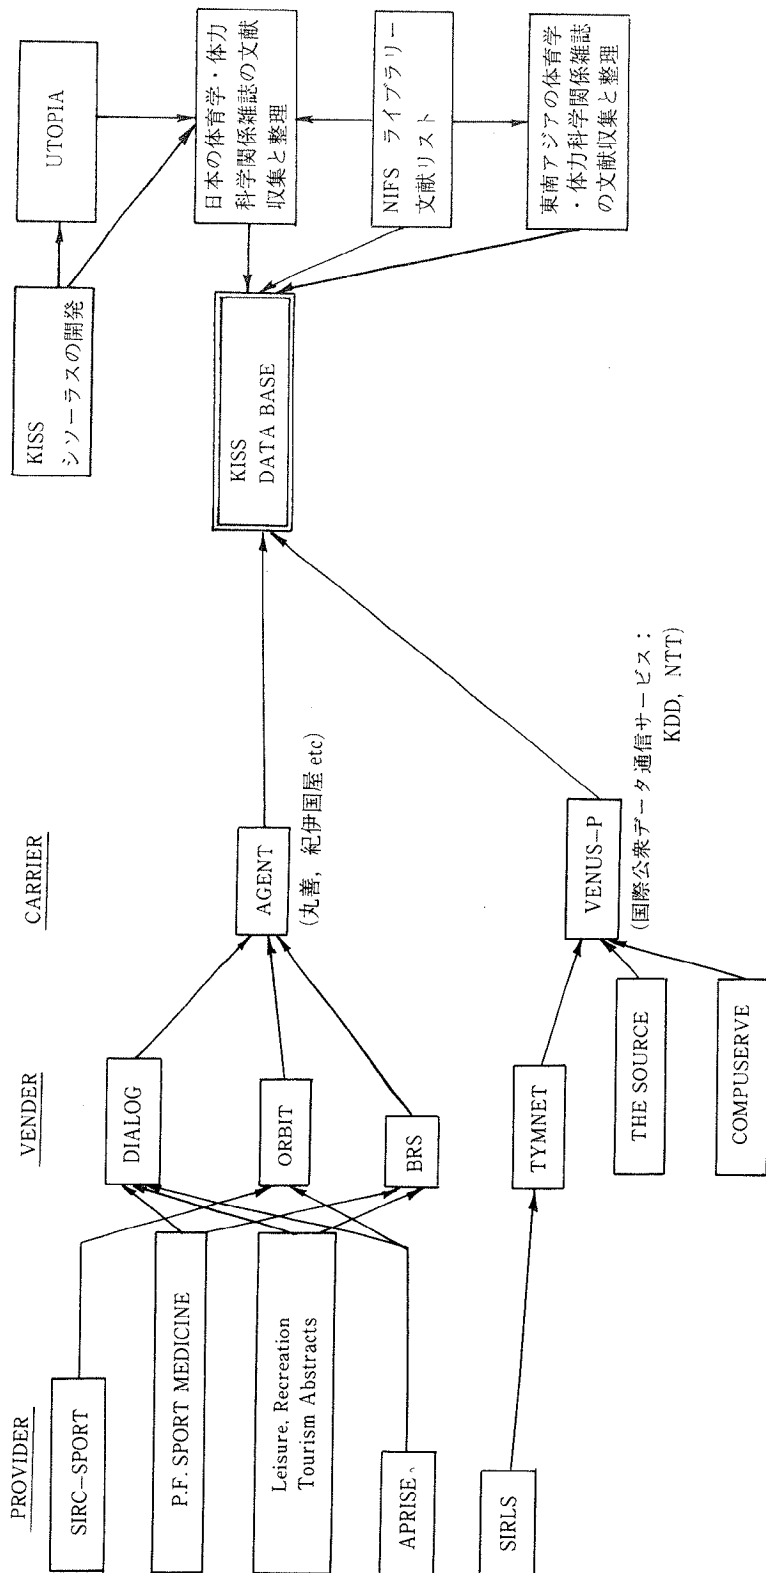 PROVIDER
VENDER
CARRIER
SIRC-SPORT
P.F. SPORT MEDICINE
Leisure, Recreation
Tourism Abstracts
APRISE
SIRLS
DIALOG
ORBIT
BRS
TYMNET
THE SOURCE
COMPUSERVE
AGENT
(丸善, 紀伊国屋 etc)
VENUS-P
(国際公衆データ通信サービス:
KDD, NTT)
KISS
DATA BASE
KISS
シソーラスの開発
UTOPIA
日本の体育学・体力
科学関係雑誌の文献
収集と整理
NIFS ライブラリー
文献リスト
東南アジアの体育学
・体力科学関係雑誌
の文献収集と整理